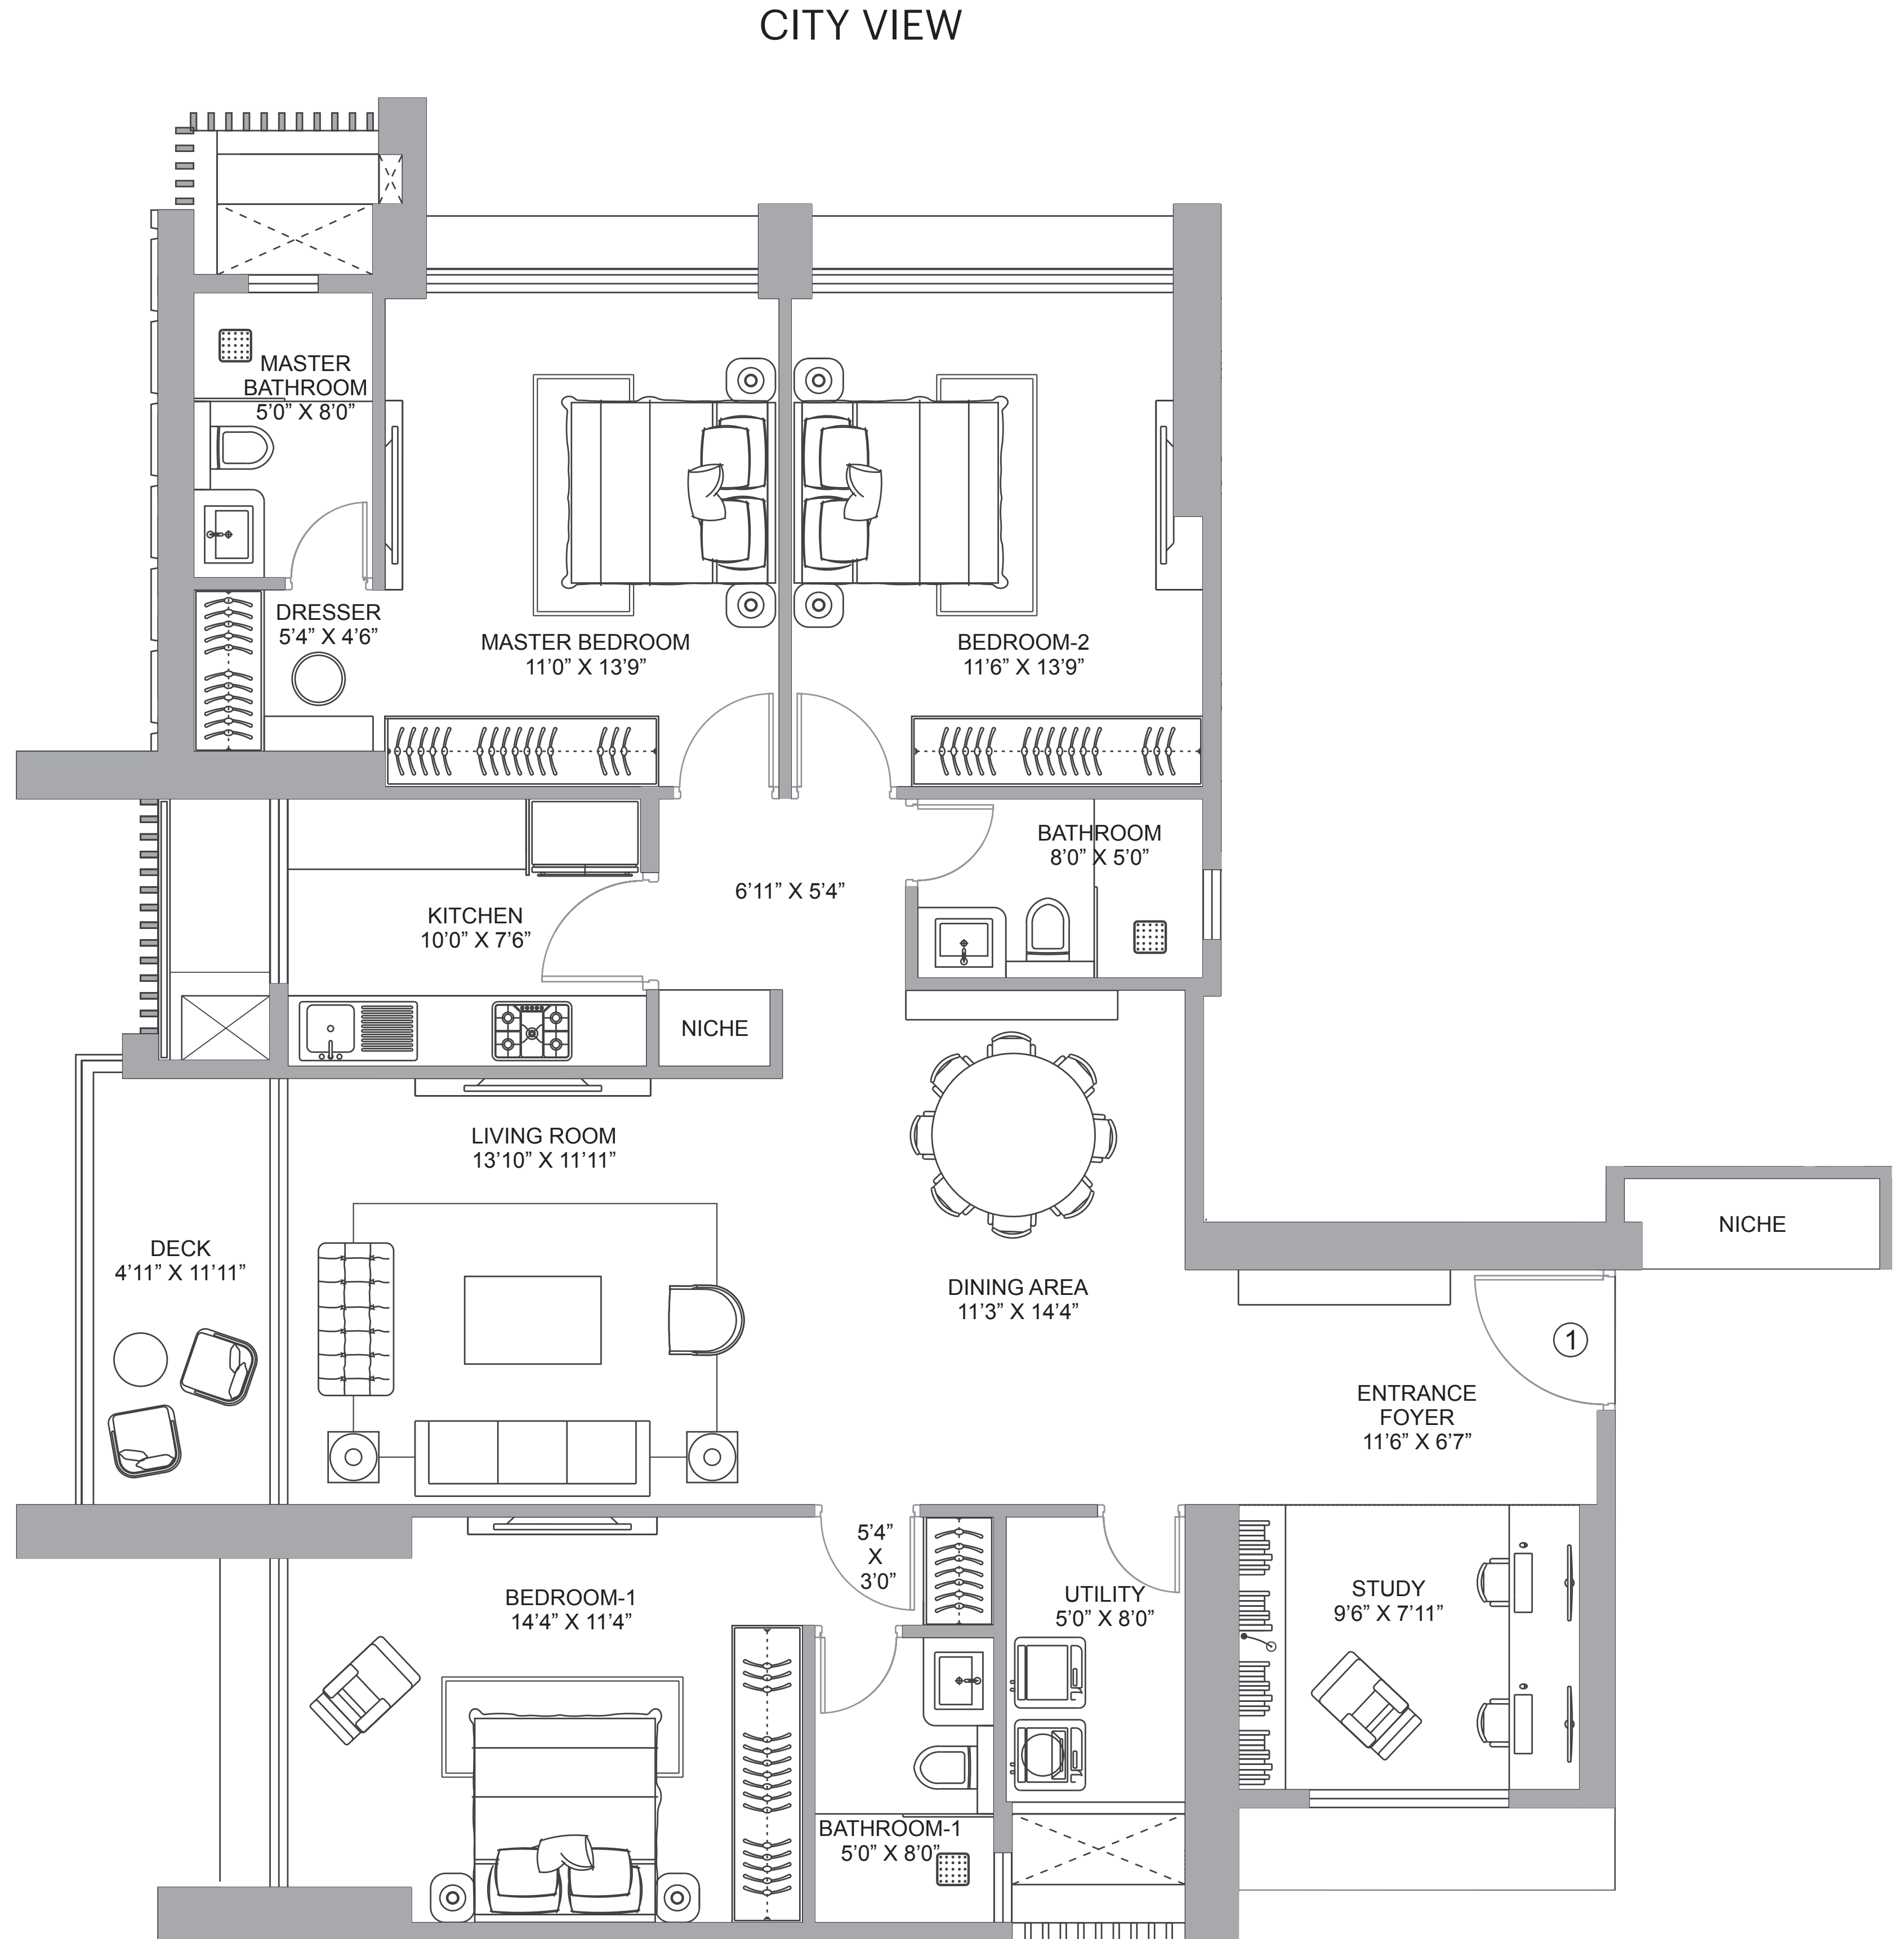 CITY VIEW
MASTER
BATHROOM
5’0” X 8’0”
DRESSER
5’4” X 4’6”
MASTER BEDROOM
11’0” X 13’9”
BEDROOM-2
11’6” X 13’9”
BATHROOM
8’0” X 5’0”
6’11” X 5’4”
KITCHEN
10’0” X 7’6”
NICHE
LIVING ROOM
13’10” X 11’11”
NICHE
DECK
4’11” X 11’11”
DINING AREA
11’3” X 14’4”
1
ENTRANCE
FOYER
11’6” X 6’7”
5’4”
X
3’0”
BEDROOM-1
14’4” X 11’4”
UTILITY
5’0” X 8’0”
STUDY
9’6” X 7’11”
BATHROOM-1
5’0” X 8’0”